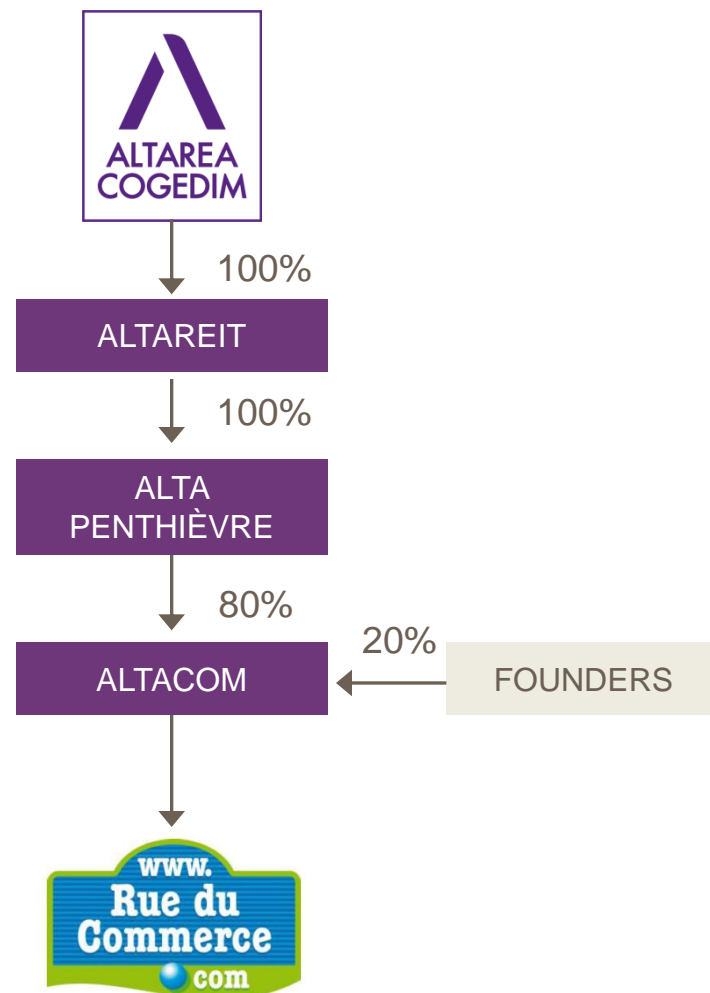 ALTAREA
COGEDIM
100%
ALTAREIT
100%
ALTA
PENTHIÈVRE
80%
20%
ALTACOM
FOUNDERS
www.
Rue du
Commerce
com